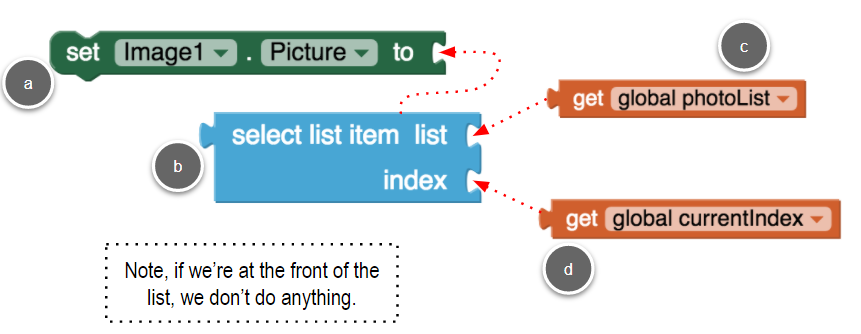 c
set Image1 . Picture to
a
get global photoList
select list item list
b
index
get global currentIndex
d
Note, if we’re at the front of the
list, we don’t do anything.